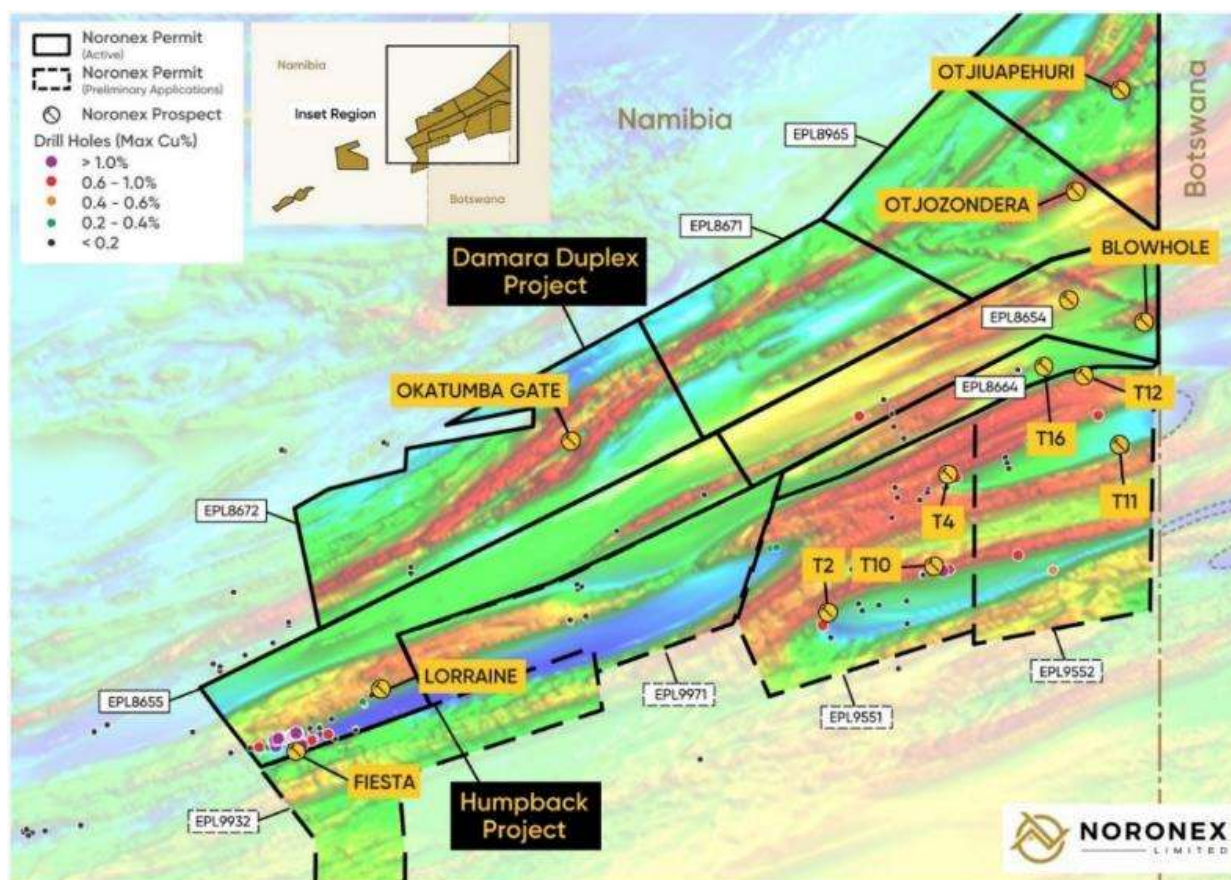 Noronex Permit
(Active)
Noronex Permit
(Preliminary Applications)
Noronex Prospect
Drill Holes (Max Cu%)
> 1.0%
0.6 - 1.0%
0.4 - 0.6%
0.2 - 0.4%
< 0.2
Namibia
Inset Region
Botswana
Namibia
Botswana
OTJIUAPEHURI
EPL8965
OTJOZONDERA
EPL8671
BLOWHOLE
Damara Duplex
Project
EPL8654
EPL8664
T12
OKATUMBA GATE
T16
T11
EPL8672
T4
T10
T2
LORRAINE
EPL8655
EPL9971
EPL9552
EPL9551
FIESTA
EPL9932
Humpback
Project
NORONEX
LIMITED